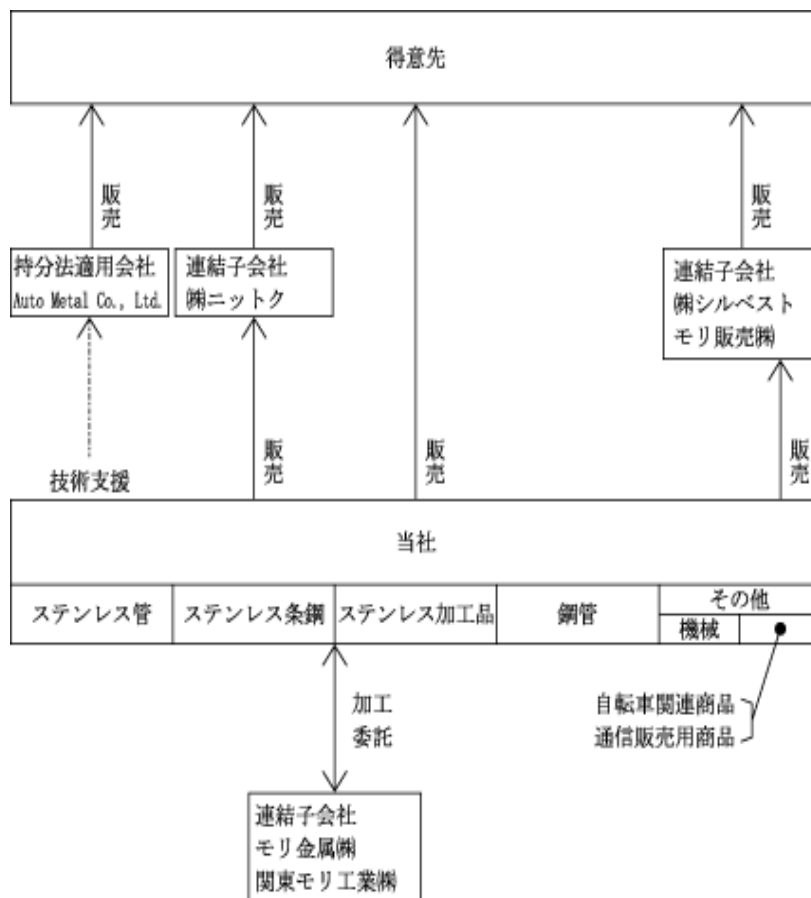 得意先
販売
販売
販売
持分法適用会社
Auto Metal Co., Ltd.
連結子会社
㈱ニットク
連結子会社
㈱シルベスト
モリ販売㈱
技術支援
販売
販売
販売
当社
ステンレス管
ステンレス条鋼
ステンレス加工品
鋼管
その他
機械
加工
委託
自転車関連商品
通信販売用商品
連結子会社
モリ金属㈱
関東モリ工業㈱